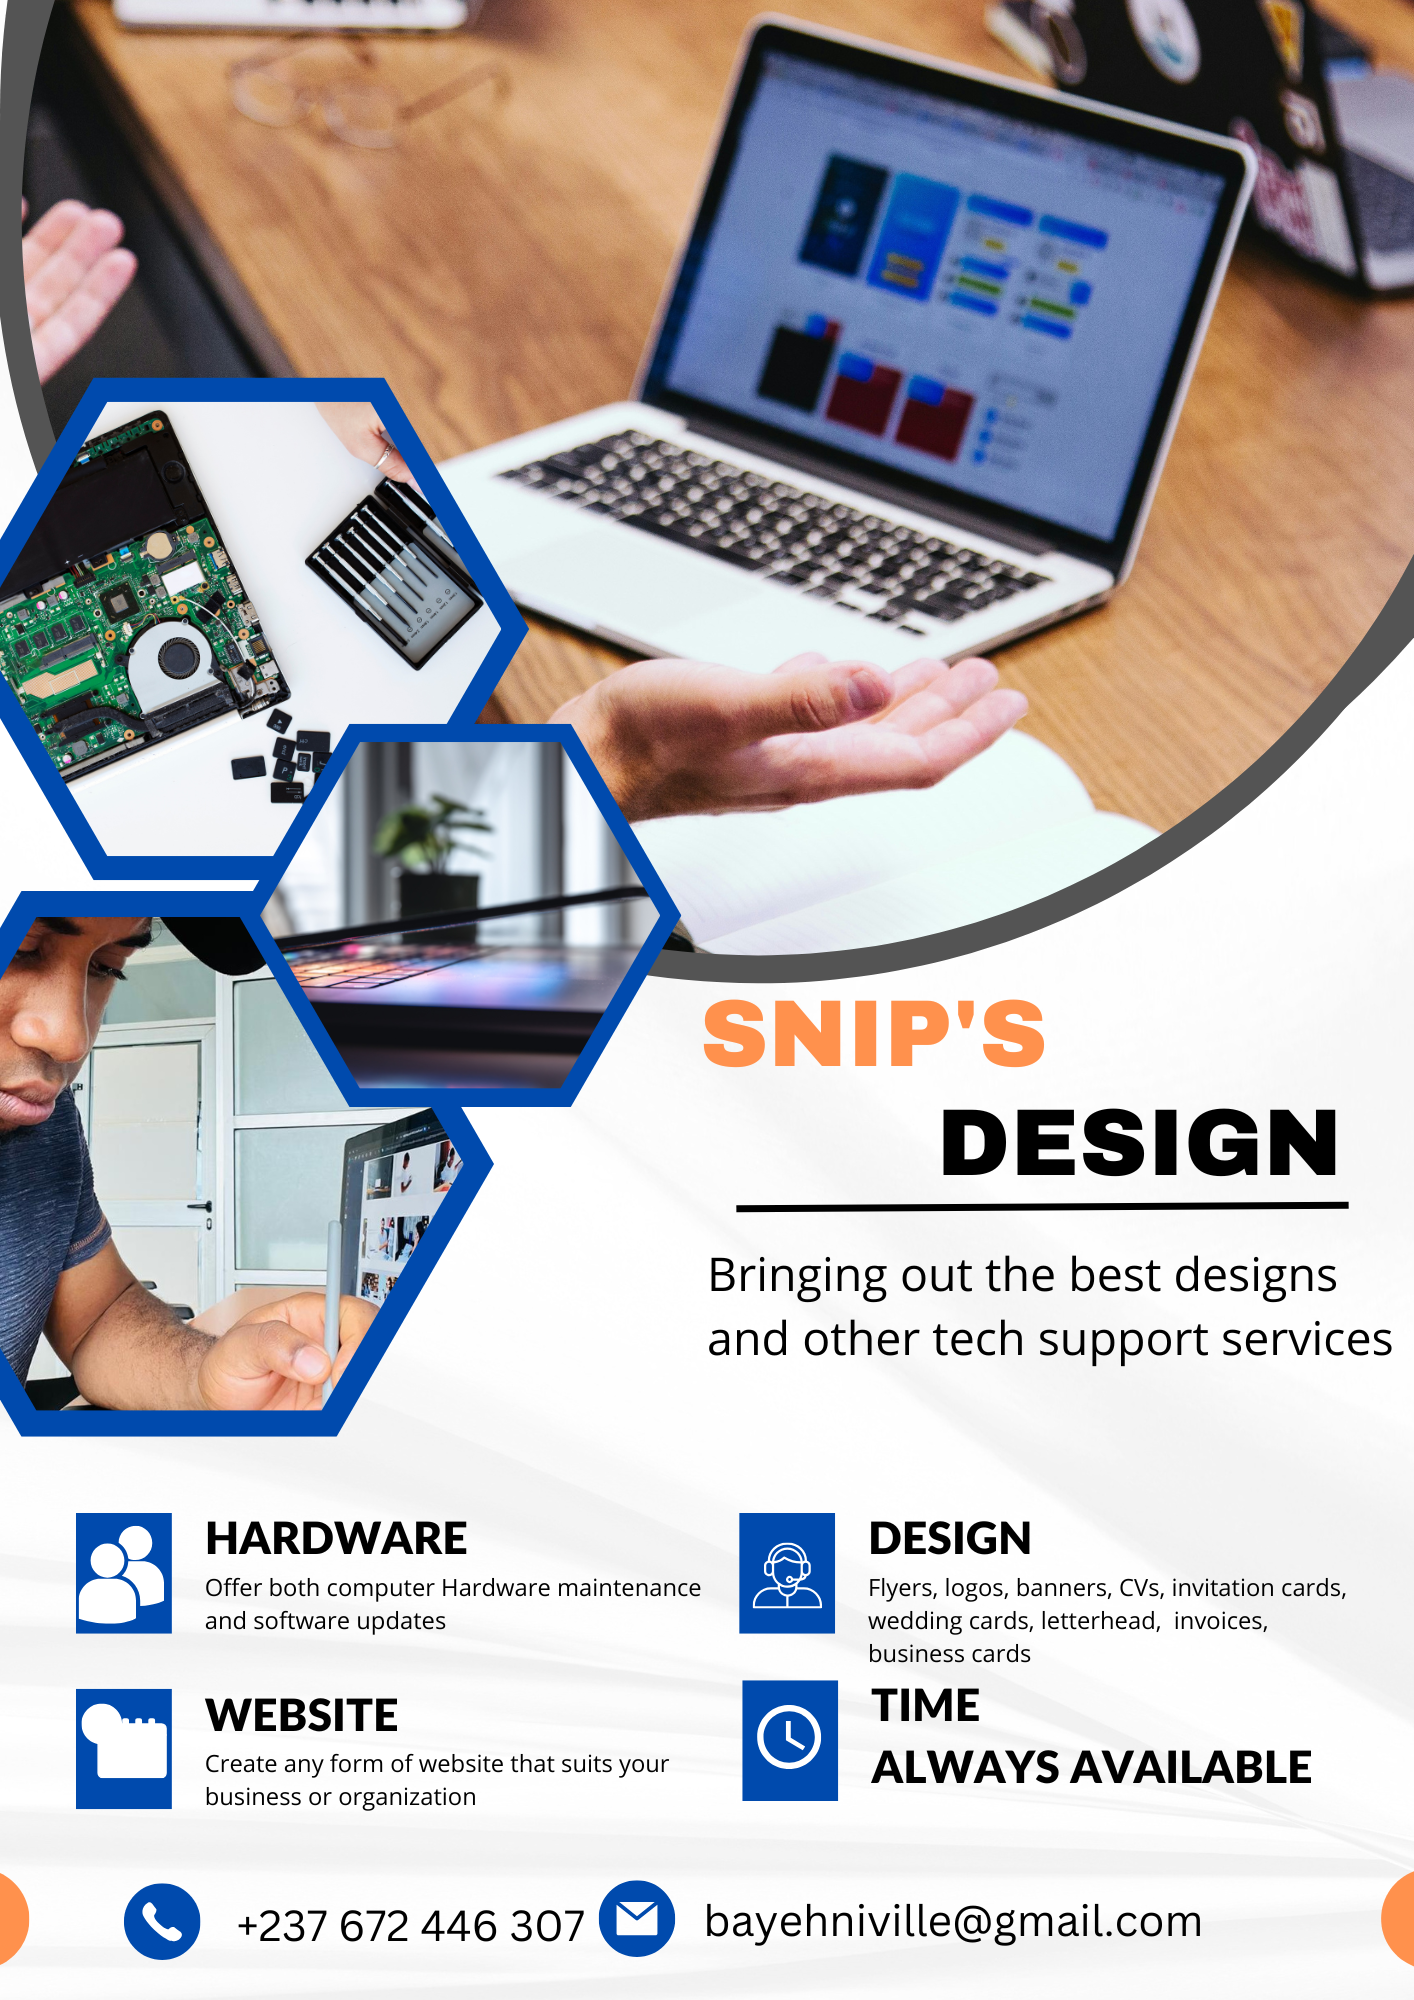 SNIP'S
DESIGN
Bringing out the best designs
and other tech support services
HARDWARE
Offer both computer Hardware maintenance
and software updates
DESIGN
Flyers, logos, banners, CVs, invitation cards,
wedding cards, letterhead,  invoices,
business cards
WEBSITE
Create any form of website that suits your
business or organization
TIME
ALWAYS AVAILABLE
+237 672 446 307
bayehniville@gmail.com